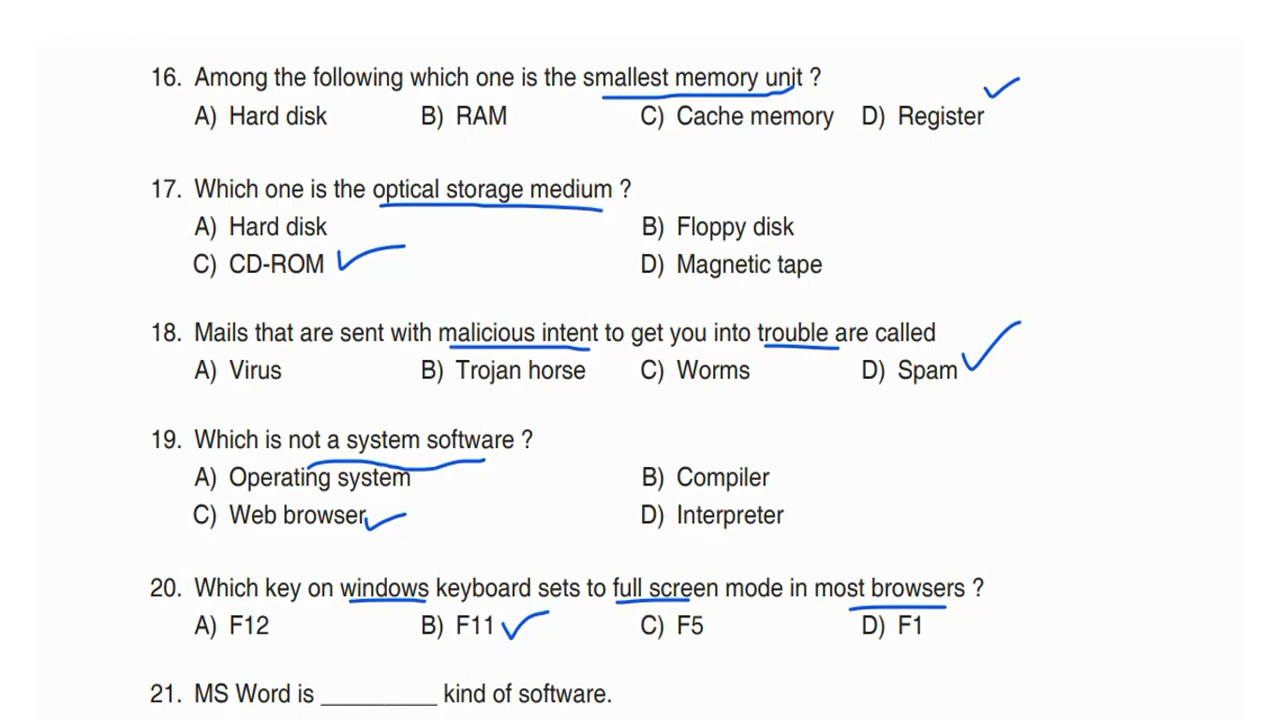 16. Among the following which one is the smallest memory unit ?
A) Hard disk B) RAM C) Cache memory D) Register
17. Which one is the optical storage medium ?
A) Hard disk B) Floppy disk
C) CD-ROM D) Magnetic tape
18. Mails that are sent with malicious intent to get you into trouble are called
A) Virus B) Trojan horse C) Worms D) Spam
19. Which is not a system software ?
A) Operating system B) Compiler
C) Web browser D) Interpreter
20. Which key on windows keyboard sets to full screen mode in most browsers ?
A) F12 B) F11 C) F5 D) F1
21. MS Word is _________ kind of software.